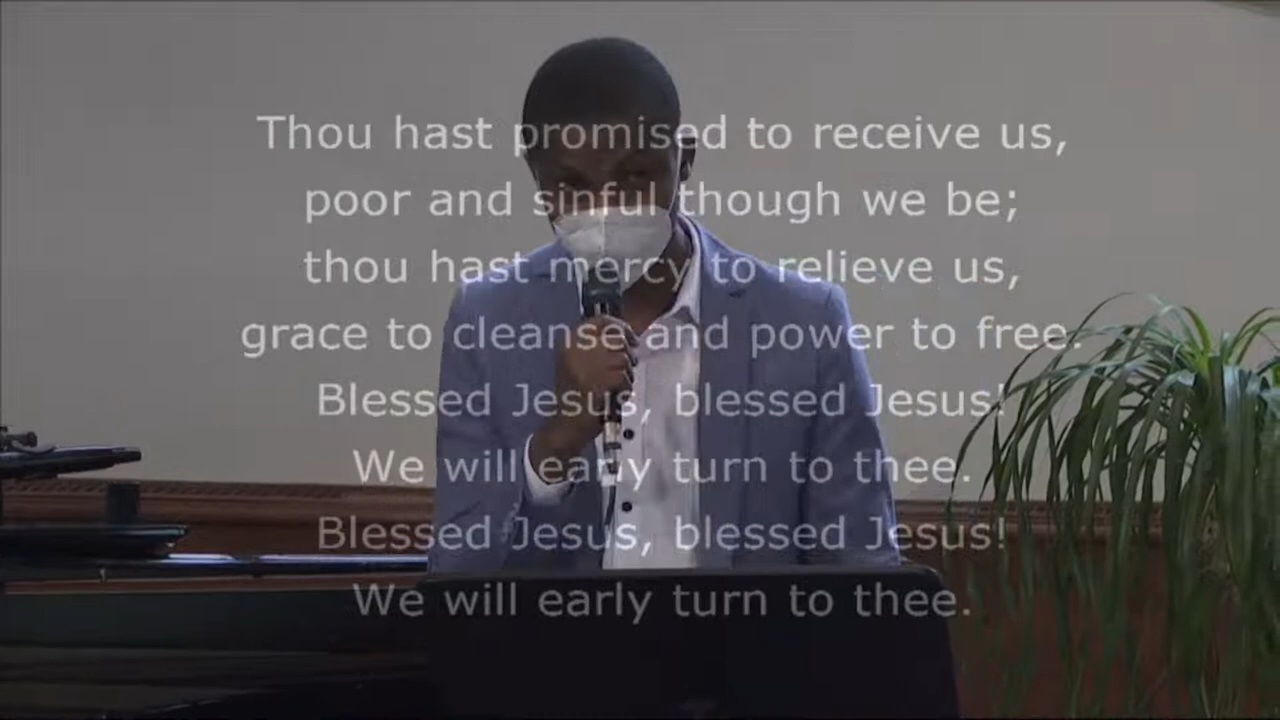 Thou hast promised to receive us,
poor and sinful though we be;
thou hast mercy to relieve us,
grace to cleanse and power to free.
Blessed Jesus, blessed Jesus!
We will early turn to thee.
Blessed Jesus, blessed Jesus!
We will early turn to thee.